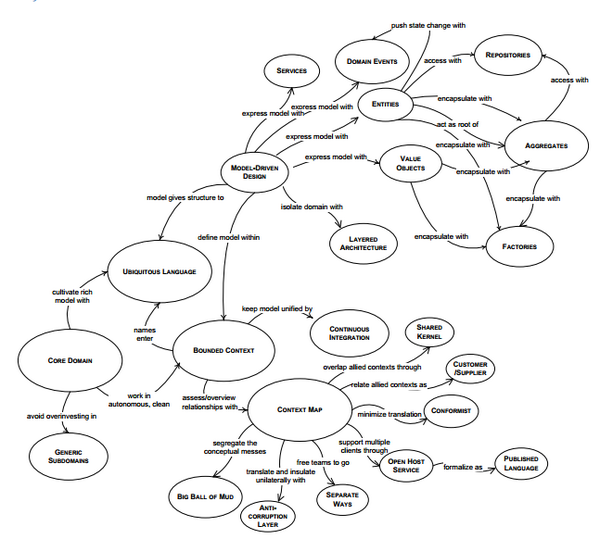 push state change with
SERVICES
DOMAIN EVENTS
REPOSITORIES
access with
access with
express model with
express model with
ENTITIES
encapsulate with
act as root of
express model with
encapsulate with
AGGREGATES
MODEL-DRIVEN
DESIGN
express model with
VALUE
OBJECTS
encapsulate with
model gives structure to
isolate domain with
encapsulate with
define model within
LAYERED
ARCHITECTURE
encapsulate with
FACTORIES
UBIQUITOUS LANGUAGE
cultivate rich
model with
keep model unified by
names
enter
CONTINUOUS
INTEGRATION
SHARED
KERNEL
CORE DOMAIN
BOUNDED CONTEXT
overlap allied contexts through
CUSTOMER
/SUPPLIER
work in
autonomous, clean
assess/overview
relationships with
relate allied contexts as
CONTEXT MAP
minimize translation
CONFORMIST
avoid overinvesting in
segregate the
conceptual messes
support multiple
clients through
GENERIC
SUBDOMAINS
free teams to go
translate and insulate
unilaterally with
OPEN HOST
SERVICE
formalize as
PUBLISHED
LANGUAGE
BIG BALL OF MUD
SEPARATE
WAYS
ANTI-
CORRUPTION
LAYER